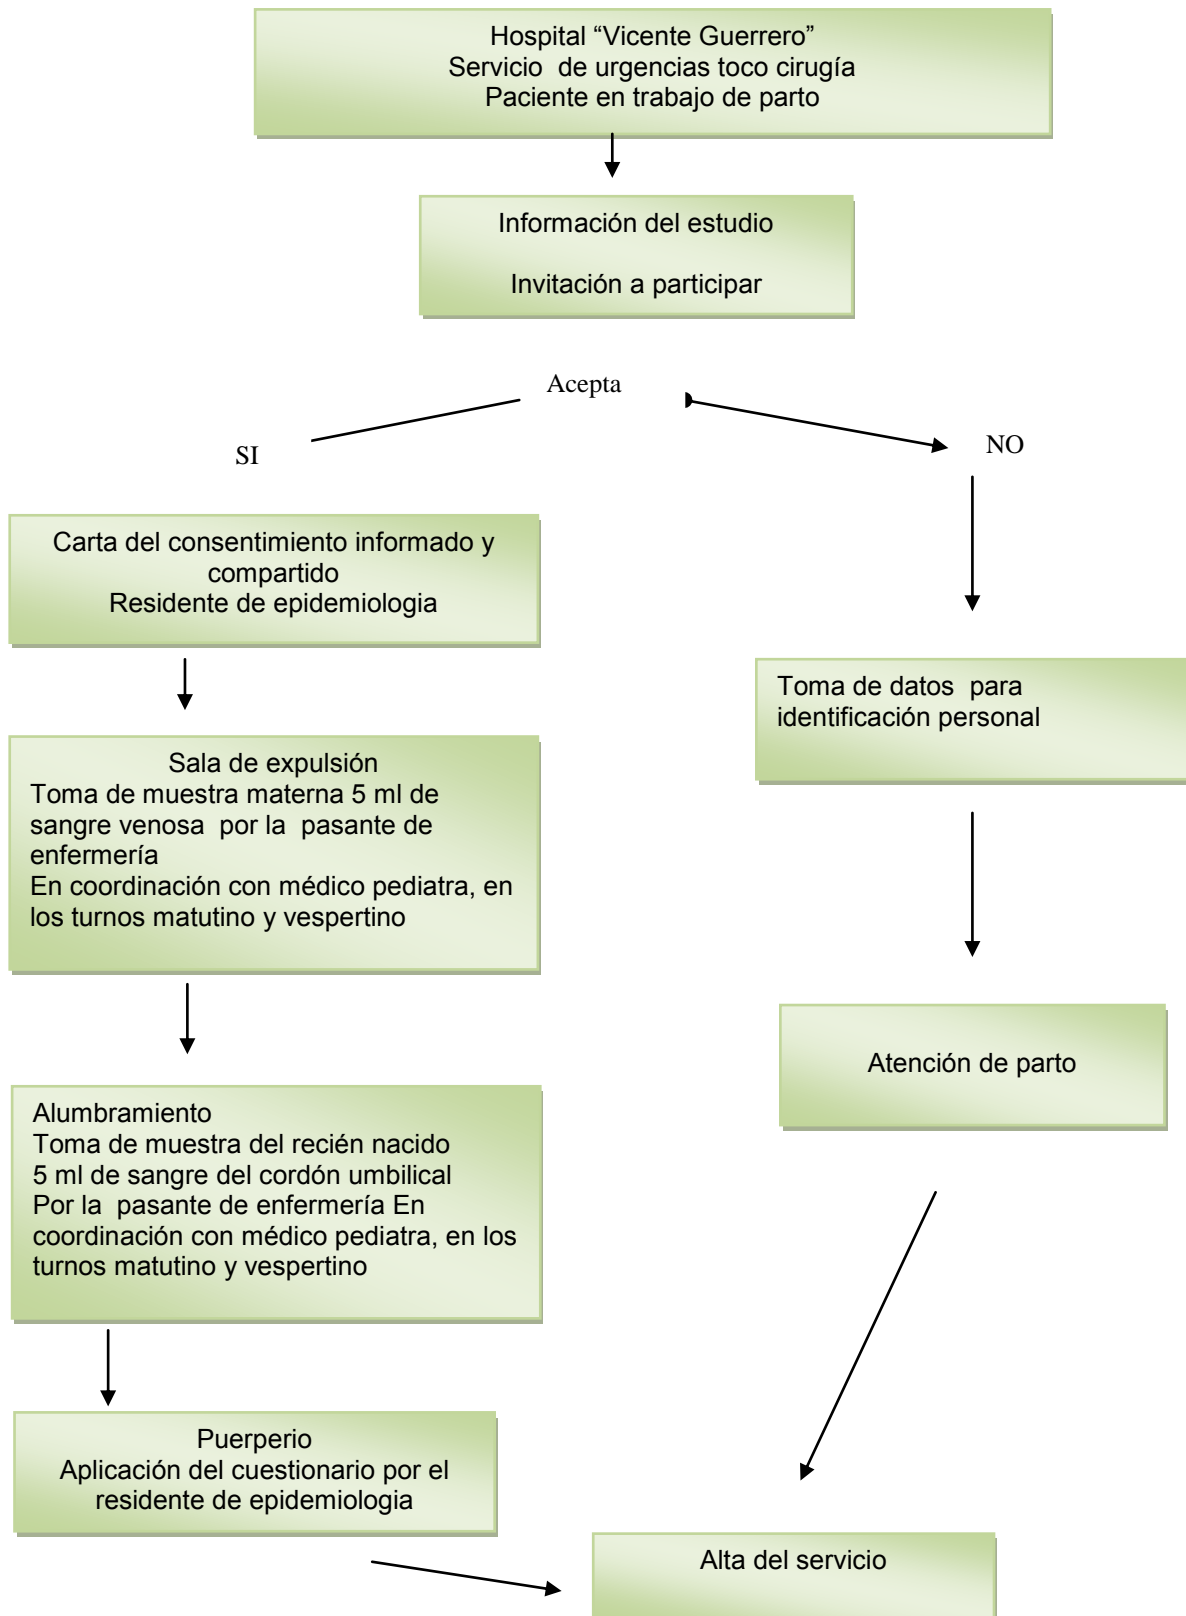 Hospital “Vicente Guerrero”
Servicio de urgencias toco cirugía
Paciente en trabajo de parto
Información del estudio
Invitación a participar
Acepta
SI
NO
Carta del consentimiento informado y
compartido
Residente de epidemiologia
Toma de datos para
identificación personal
Sala de expulsión
Toma de muestra materna 5 ml de
sangre venosa por la pasante de
enfermería
En coordinación con médico pediatra, en
los turnos matutino y vespertino
Atención de parto
Alumbramiento
Toma de muestra del recién nacido
5 ml de sangre del cordón umbilical
Por la pasante de enfermería En
coordinación con médico pediatra, en los
turnos matutino y vespertino
Puerperio
Aplicación del cuestionario por el
residente de epidemiologia
Alta del servicio